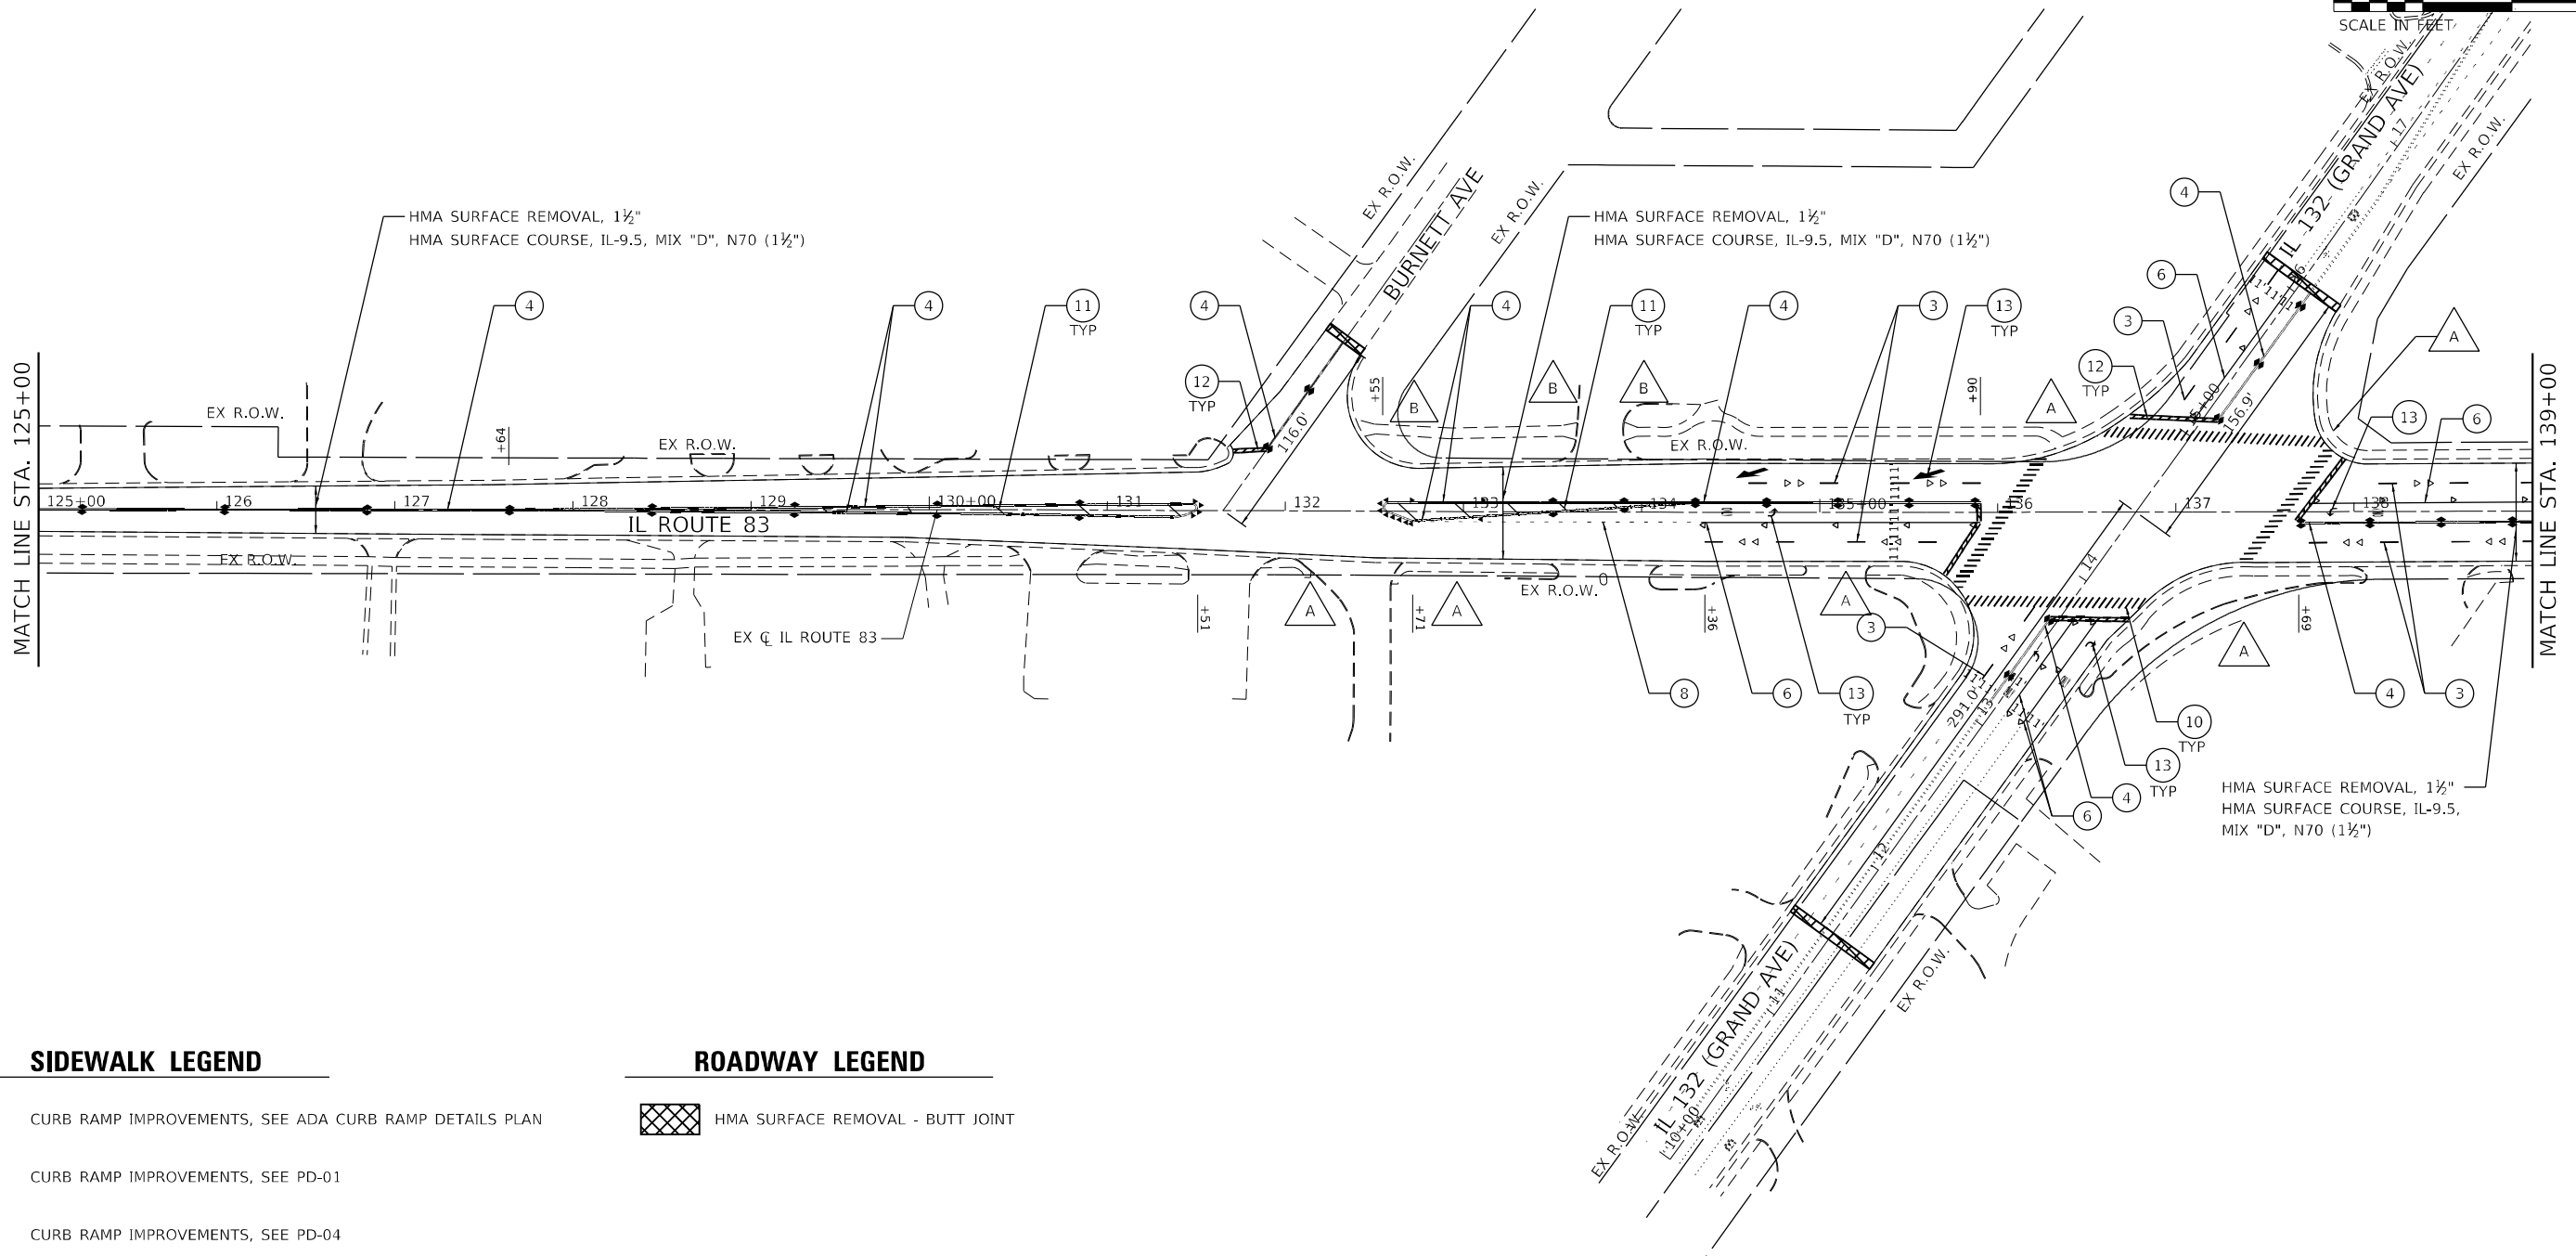 SCALE IN FEET
EX R.O.W.
IL 132 (GRAND AVE)
17
EX R.O.W.
EX R.O.W.
BURNETT AVE
EX R.O.W.
HMA SURFACE REMOVAL, 1½"
HMA SURFACE COURSE, IL-9.5, MIX "D", N70 (1½")
HMA SURFACE REMOVAL, 1½"
HMA SURFACE COURSE, IL-9.5, MIX "D", N70 (1½")
4
6
3
12
TYP
4
4
11
TYP
4
12
TYP
4
11
TYP
4
3
13
TYP
A
13
6
MATCH LINE STA. 125+00
EX R.O.W.
+64
EX R.O.W.
116.0'
+55
B
B
B
EX R.O.W.
+90
A
156.9'
MATCH LINE STA. 139+00
125+00
126
127
128
129
130+00
131
132
133
134
135+00
136
137
138
IL ROUTE 83
EX R.O.W.
EX ℄ IL ROUTE 83
+51
A
+71
A
EX R.O.W.
+36
A
3
14
A
+69
8
6
13
TYP
4
3
291.0'
13
10
TYP
13
TYP
4
6
HMA SURFACE REMOVAL, 1½"
HMA SURFACE COURSE, IL-9.5,
MIX "D", N70 (1½")
12
11
IL 132 (GRAND AVE)
10+00
EX R.O.W.
EX R.O.W.
SIDEWALK LEGEND
CURB RAMP IMPROVEMENTS, SEE ADA CURB RAMP DETAILS PLAN
CURB RAMP IMPROVEMENTS, SEE PD-01
CURB RAMP IMPROVEMENTS, SEE PD-04
ROADWAY LEGEND
HMA SURFACE REMOVAL - BUTT JOINT